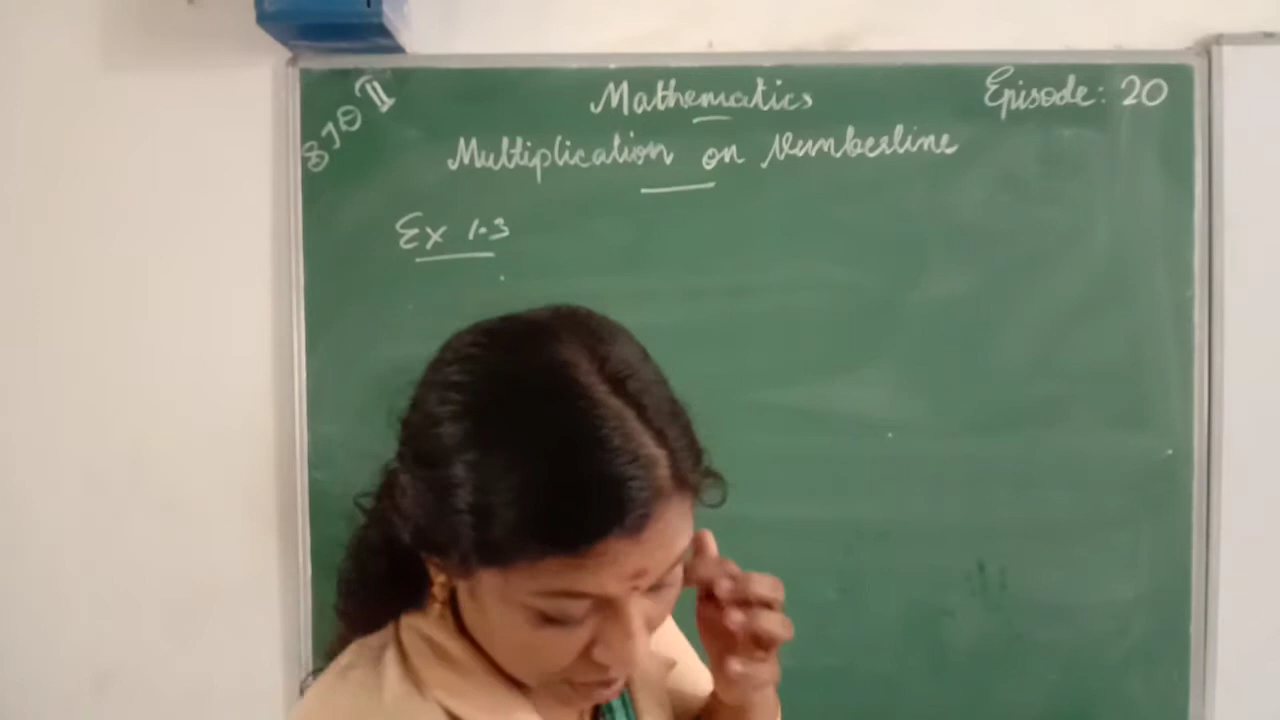 Mathematics
Episode: 20
Multiplication on Numberline
Ex 1.3